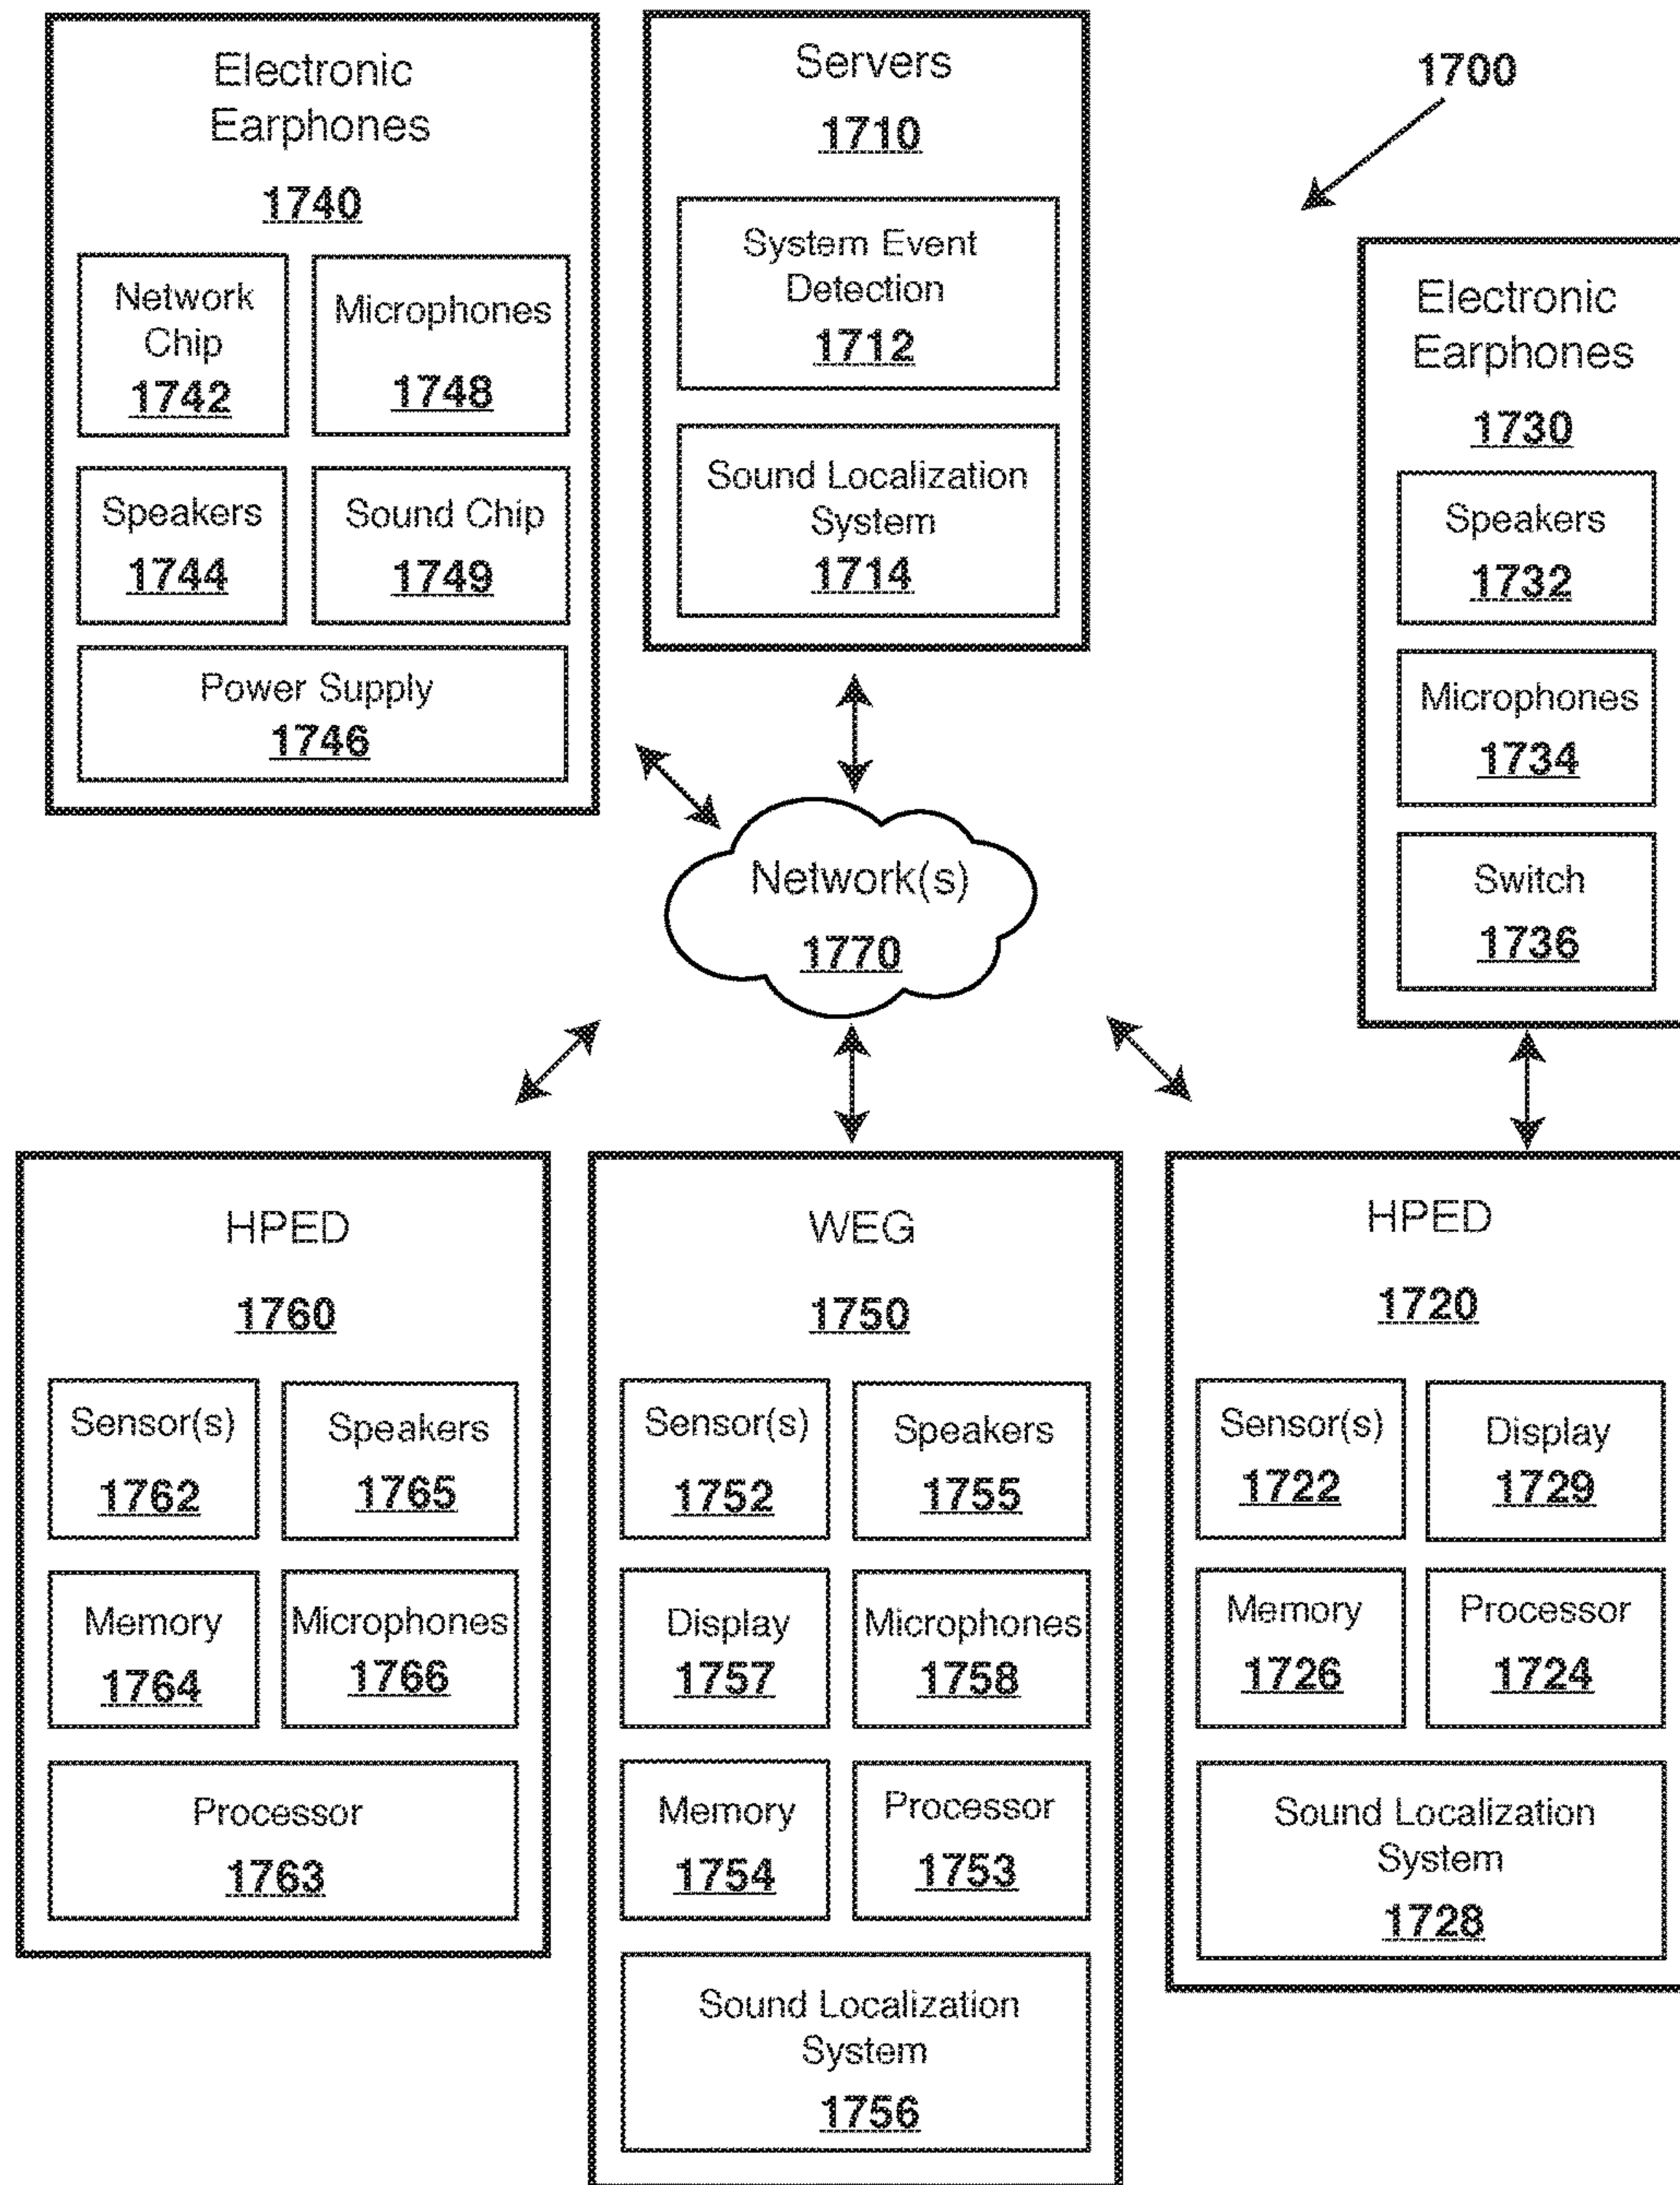 Electronic
Earphones
1740
Network
Chip
1742
Microphones
1748
Speakers
1744
Sound Chip
1749
Power Supply
1746
Servers
1710
System Event
Detection
1712
Sound Localization
System
1714
1700
Electronic
Earphones
1730
Speakers
1732
Microphones
1734
Switch
1736
Network(s)
1770
HPED
1760
Sensor(s)
1762
Speakers
1765
Memory
1764
Microphones
1766
Processor
1763
WEG
1750
Sensor(s)
1752
Speakers
1755
Display
1757
Microphones
1758
Memory
1754
Processor
1753
Sound Localization
System
1756
HPED
1720
Sensor(s)
1722
Display
1729
Memory
1726
Processor
1724
Sound Localization
System
1728